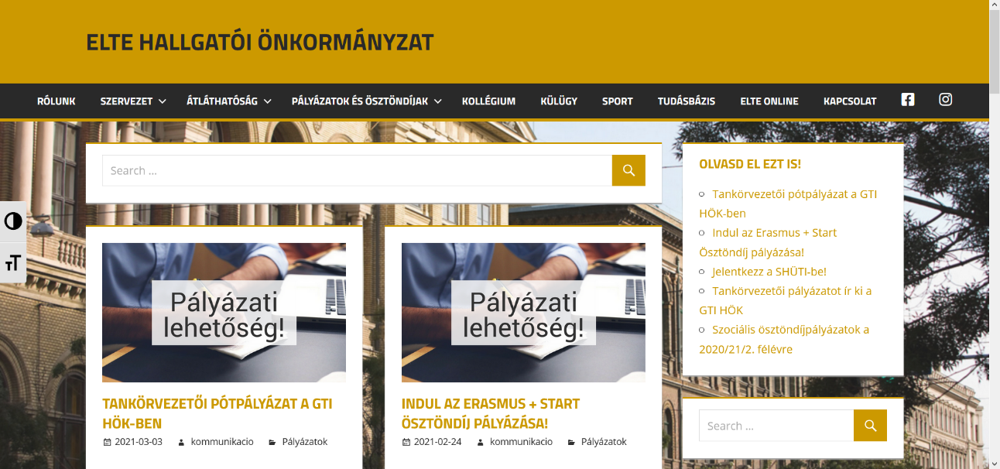 ELTE HALLGATÓI ÖNKORMÁNYZAT
RÓLUNK SZERVEZET ÁTLÁTHATÓSÁG PÁLYÁZATOK ÉS ÖSZTÖNDÍJAK KOLLÉGIUM KÜLÜGY SPORT TUDÁSBÁZIS ELTE ONLINE KAPCSOLAT
Search ...
Pályázati
lehetőség!
TANKÖRVEZETŐI PÓTPÁLYÁZAT A GTI
HÖK-BEN
2021-03-03 kommunikacio Pályázatok
Pályázati
lehetőség!
INDUL AZ ERASMUS + START
ÖSZTÖNDÍJ PÁLYÁZÁSA!
2021-02-24 kommunikacio Pályázatok
OLVASD EL EZT IS!
Tankörvezetői pótpályázat a GTI
HÖK-ben
Indul az Erasmus + Start
Ösztöndíj pályázása!
Jelentkezz a SHÜTI-be!
Tankörvezetői pályázatot ír ki a
GTI HÖK
Szociális ösztöndíjpályázatok a
2020/21/2. félévre
Search ...